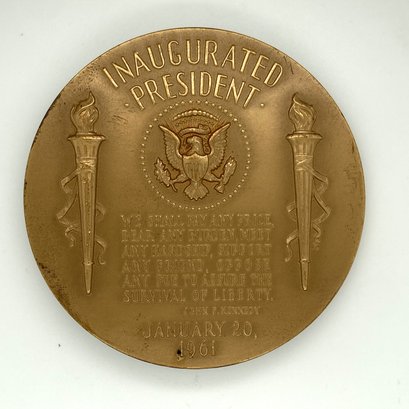 INAUGURATED
PRESIDENT
WE SHALL PAY ANY PRICE,
BEAR ANY BURDEN, MEET
ANY HARDSHIP, SUPPORT
ANY FRIEND, OPPOSE
ANY FOE TO ASSURE THE
SURVIVAL OF LIBERTY.
JOHN F. KENNEDY
JANUARY 20,
1961